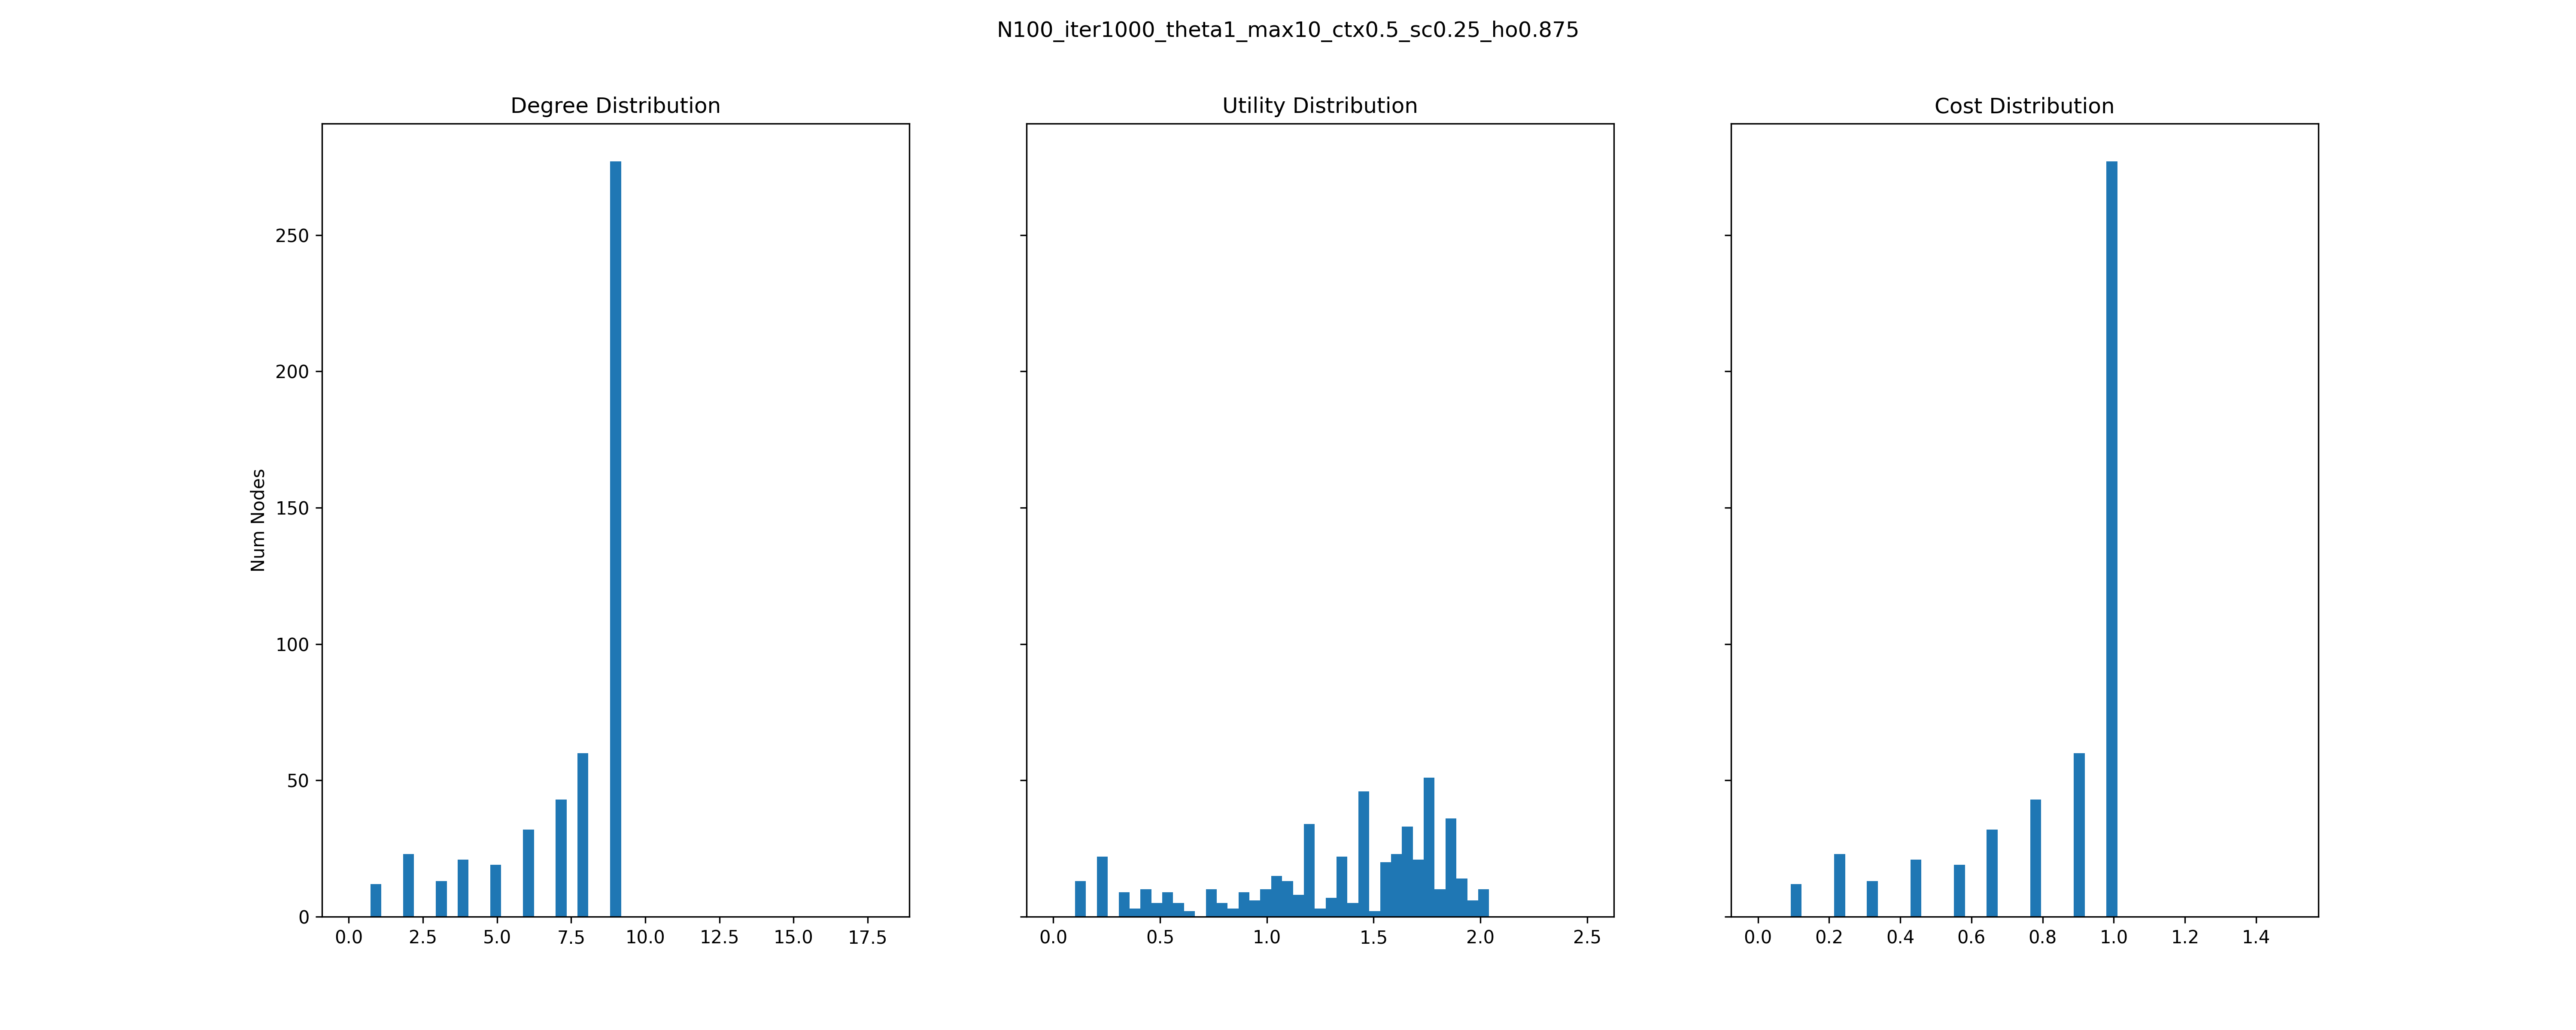 N100_iter1000_theta1_max10_ctx0.5_sc0.25_ho0.875
Degree Distribution
Utility Distribution
Cost Distribution
Num Nodes
250
200
150
100
50
0
0.0 2.5 5.0 7.5 10.0 12.5 15.0 17.5
0.0 0.5 1.0 1.5 2.0 2.5
0.0 0.2 0.4 0.6 0.8 1.0 1.2 1.4